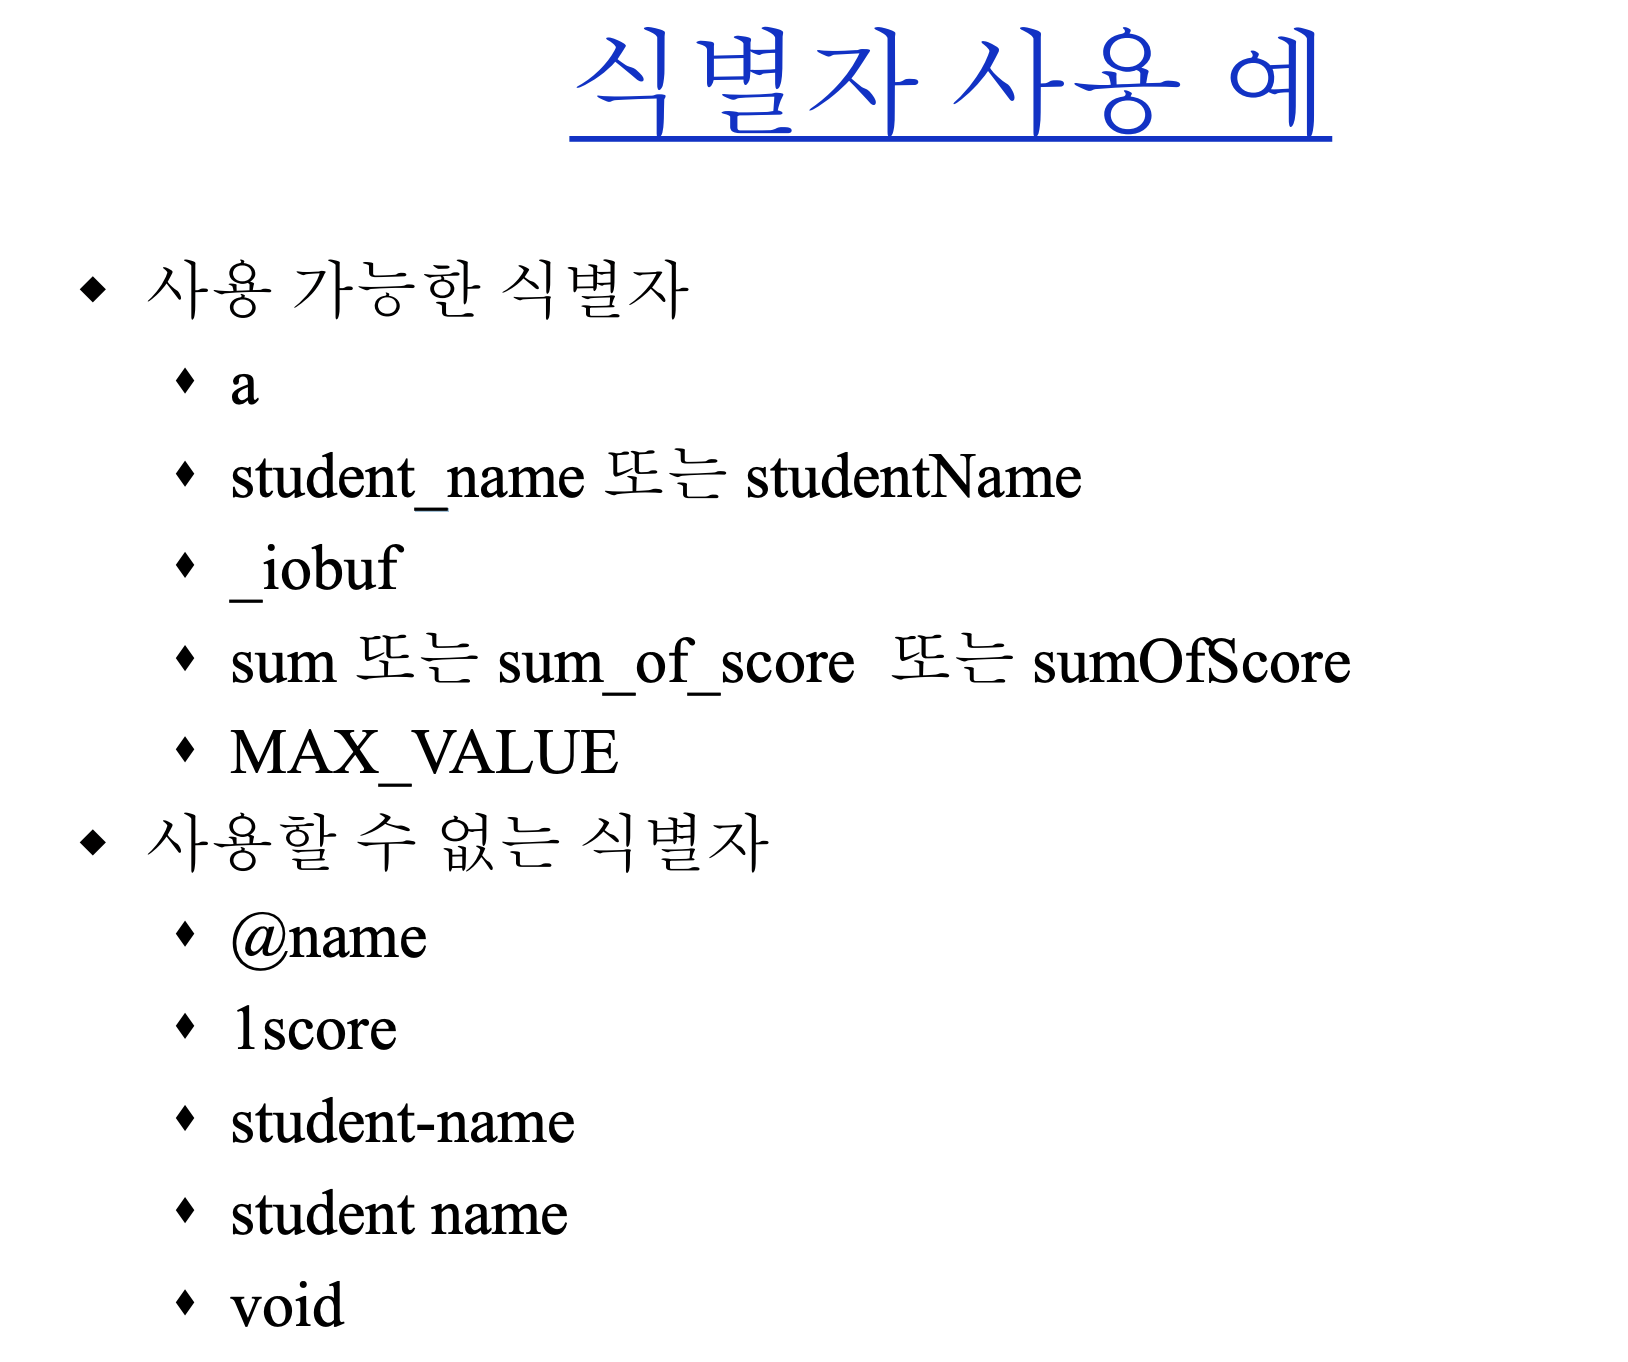 식별자 사용 예
◆ 사용 가능한 식별자
♦ a
♦ student_name 또는 studentName
♦ _iobuf
♦ sum 또는 sum_of_score 또는 sumOfScore
♦ MAX_VALUE
◆ 사용할 수 없는 식별자
♦ @name
♦ 1score
♦ student-name
♦ student name
♦ void